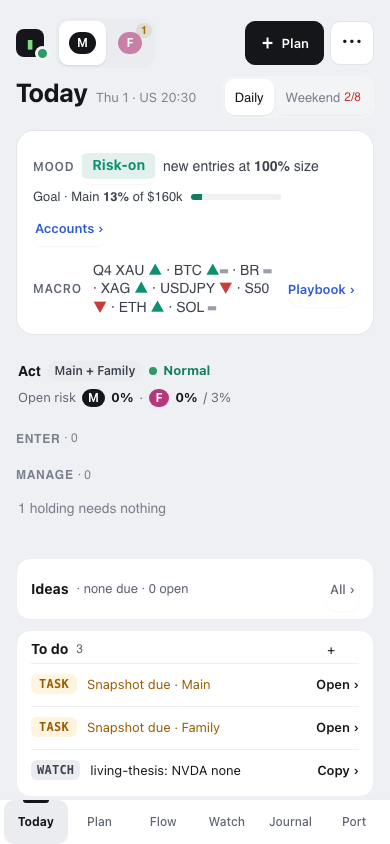 M F 1 + Plan ···
Today Thu 1 · US 20:30 Daily Weekend 2/8
MOOD Risk-on new entries at 100% size
Goal · Main 13% of $160k
Accounts ›
Q4 XAU ▲ · BTC ▲▬ · BR ▬
MACRO · XAG ▲ · USDJPY ▼ · S50 Playbook ›
▼ · ETH ▲ · SOL ▬
Act Main + Family ● Normal
Open risk M 0% · F 0% / 3%
ENTER · 0
MANAGE · 0
1 holding needs nothing
Ideas · none due · 0 open All ›
To do 3 +
TASK Snapshot due · Main Open ›
TASK Snapshot due · Family Open ›
WATCH living-thesis: NVDA none Copy ›
Today Plan Flow Watch Journal Port